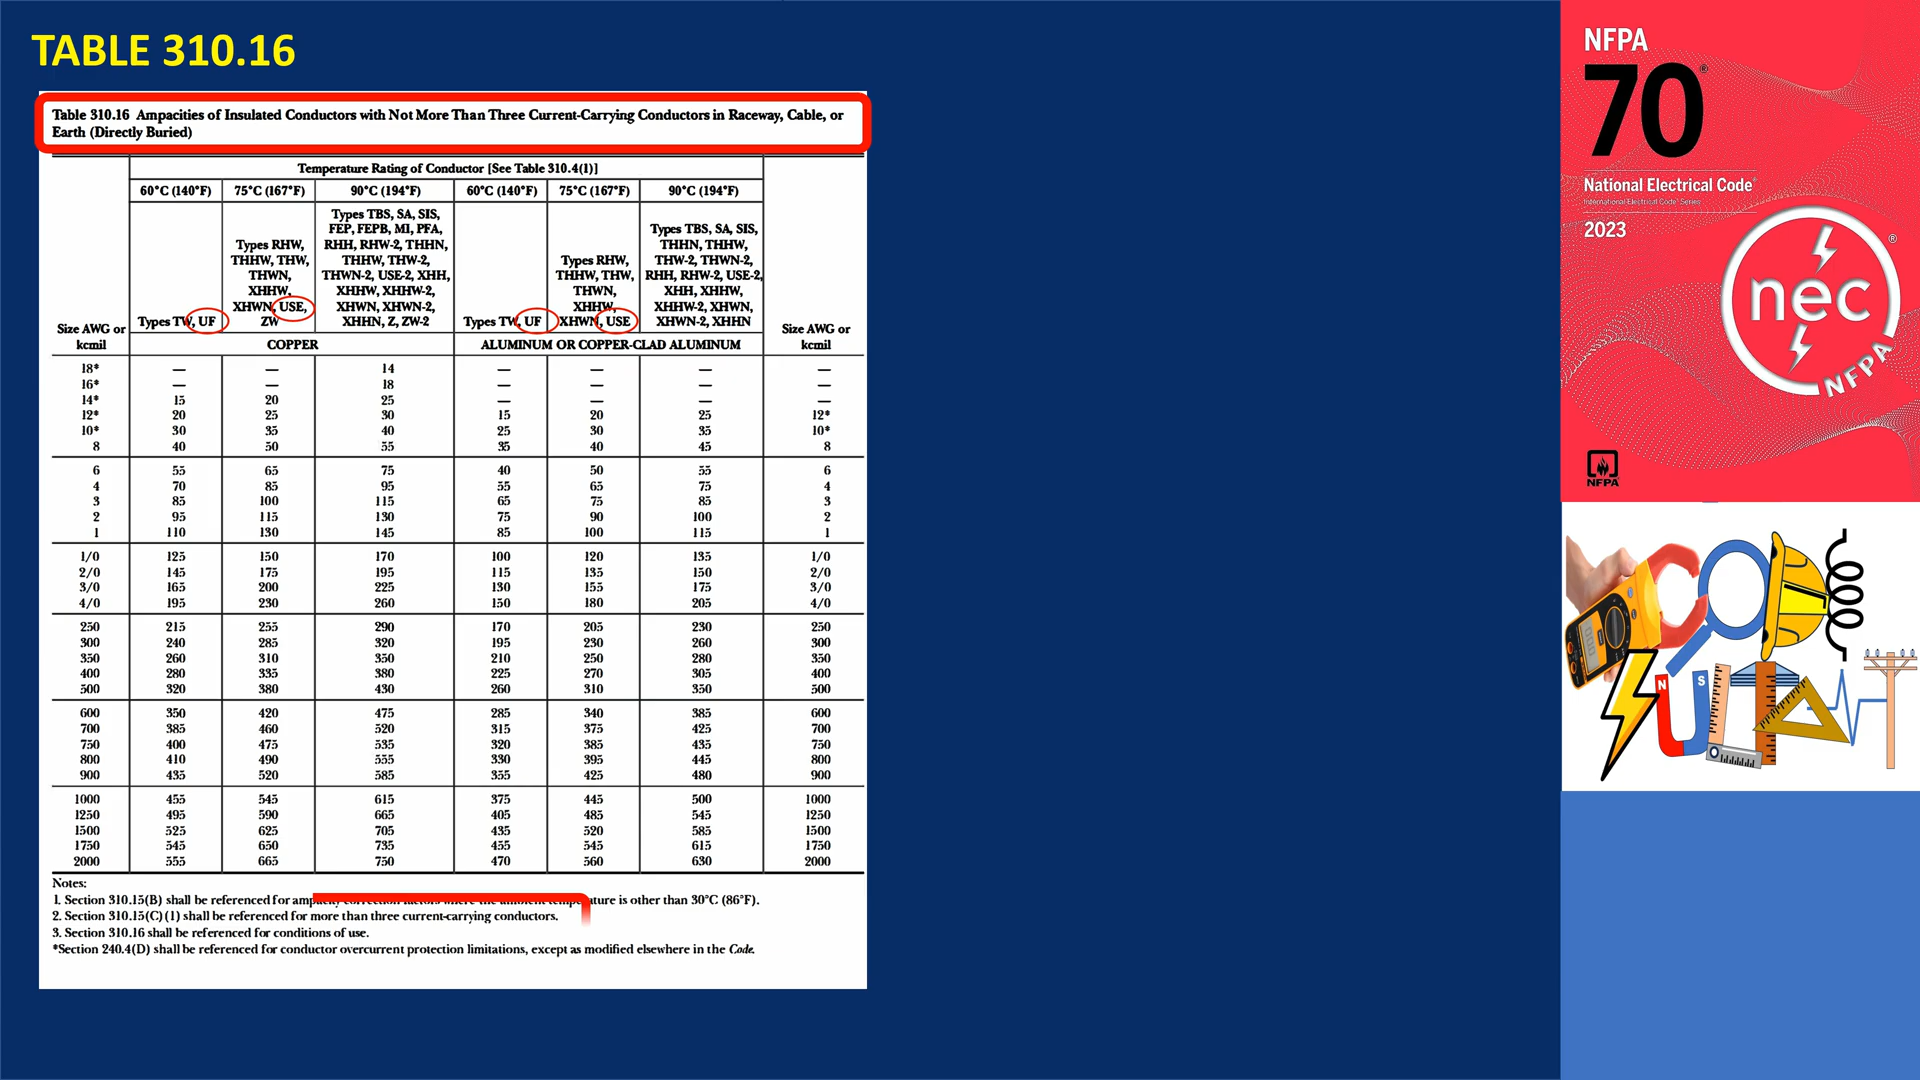 TABLE 310.16
Table 310.16 Ampacities of Insulated Conductors with Not More Than Three Current-Carrying Conductors in Raceway, Cable, or
Earth (Directly Buried)
Temperature Rating of Conductor [See Table 310.4(1)]
60°C (140°F) 75°C (167°F) 90°C (194°F) 60°C (140°F) 75°C (167°F) 90°C (194°F)
Size AWG or
kcmil
Types TW, UF
Types RHW,
THHW, THW,
THWN,
XHHW,
XHWN, USE,
ZW
Types TBS, SA, SIS,
FEP, FEPB, MI, PFA,
RHH, RHW-2, THHN,
THHW, THW-2,
THWN-2, USE-2, XHH,
XHHW, XHHW-2,
XHWN, XHWN-2,
XHHN, Z, ZW-2
Types TW, UF
Types RHW,
THHW, THW,
THWN,
XHHW,
XHWN, USE
Types TBS, SA, SIS,
THHN, THHW,
THW-2, THWN-2,
RHH, RHW-2, USE-2,
XHH, XHHW,
XHHW-2, XHWN,
XHWN-2, XHHN
Size AWG or
kcmil
COPPER ALUMINUM OR COPPER-CLAD ALUMINUM
18* — — 14 — — — —
16* — — 18 — — — —
14* 15 20 25 — — — —
12* 20 25 30 15 20 25 12*
10* 30 35 40 25 30 35 10*
8 40 50 55 35 40 45 8
6 55 65 75 40 50 55 6
4 70 85 95 55 65 75 4
3 85 100 115 65 75 85 3
2 95 115 130 75 90 100 2
1 110 130 145 85 100 115 1
1/0 125 150 170 100 120 135 1/0
2/0 145 175 195 115 135 150 2/0
3/0 165 200 225 130 155 175 3/0
4/0 195 230 260 150 180 205 4/0
250 215 255 290 170 205 230 250
300 240 285 320 195 230 260 300
350 260 310 350 210 250 280 350
400 280 335 380 225 270 305 400
500 320 380 430 260 310 350 500
600 350 420 475 285 340 385 600
700 385 460 520 315 375 425 700
750 400 475 535 320 385 435 750
800 410 490 555 330 395 445 800
900 435 520 585 355 425 480 900
1000 455 545 615 375 445 500 1000
1250 495 590 665 405 485 545 1250
1500 525 625 705 435 520 585 1500
1750 545 650 735 455 545 615 1750
2000 555 665 750 470 560 630 2000
Notes:
1. Section 310.15(B) shall be referenced for ampacity correction factors where the ambient temperature is other than 30°C (86°F).
2. Section 310.15(C)(1) shall be referenced for more than three current-carrying conductors.
3. Section 310.16 shall be referenced for conditions of use.
*Section 240.4(D) shall be referenced for conductor overcurrent protection limitations, except as modified elsewhere in the Code.
NFPA
70®
National Electrical Code®
International Electrical Code® Series
2023
nec®
NFPA
NFPA
N S